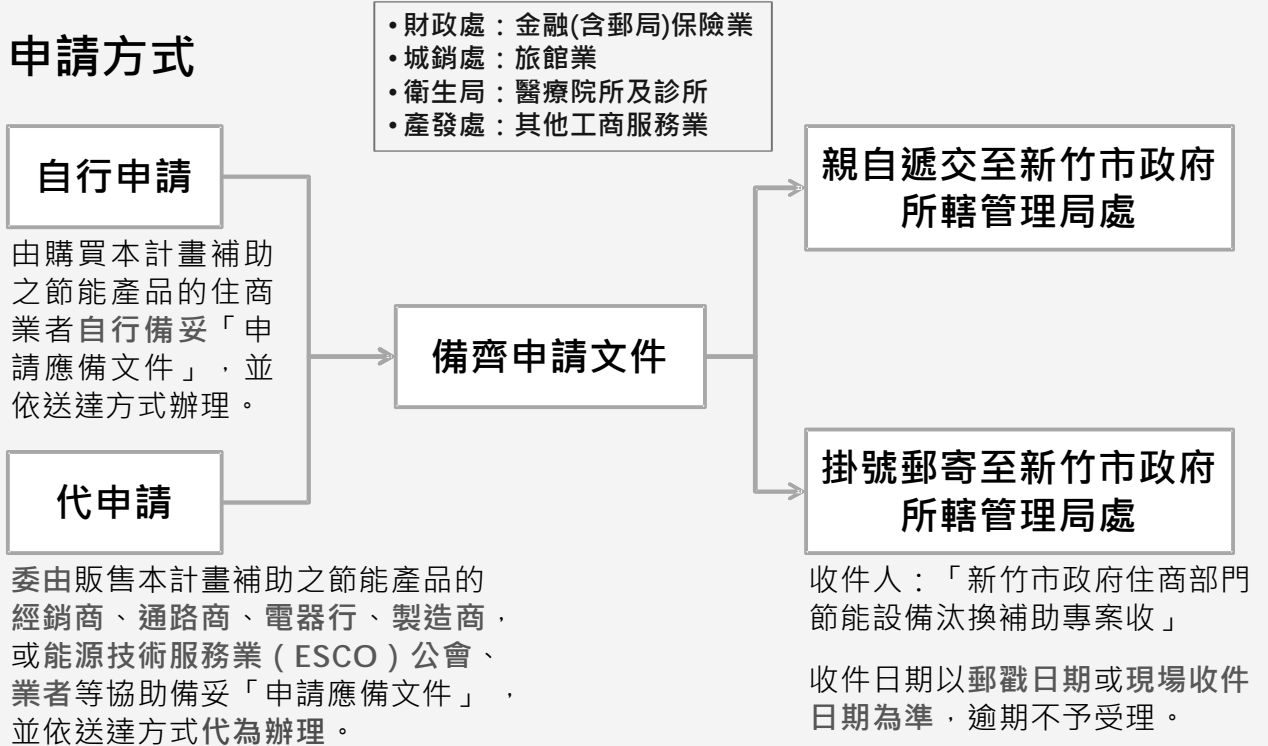 申請方式
•財政處：金融(含郵局)保險業
•城銷處：旅館業
•衛生局：醫療院所及診所
•產發處：其他工商服務業
自行申請
由購買本計畫補助
之節能產品的住商
業者自行備妥「申
請應備文件」，並
依送達方式辦理。
代申請
委由販售本計畫補助之節能產品的
經銷商、通路商、電器行、製造商，
或能源技術服務業（ESCO）公會、
業者等協助備妥「申請應備文件」，
並依送達方式代為辦理。
備齊申請文件
親自遞交至新竹市政府
所轄管理局處
掛號郵寄至新竹市政府
所轄管理局處
收件人：「新竹市政府住商部門
節能設備汰換補助專案收」
收件日期以郵戳日期或現場收件
日期為準，逾期不予受理。